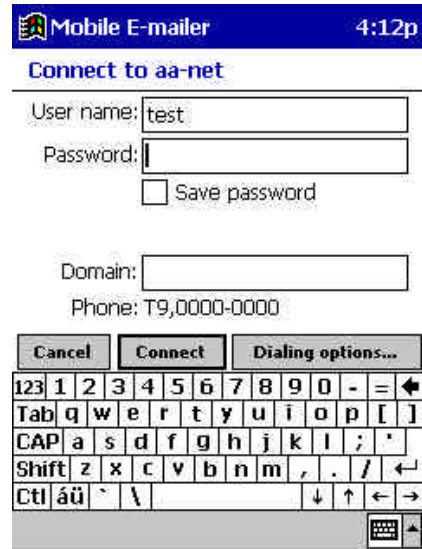 Mobile E-mailer 4:12p
Connect to aa-net
User name: test
Password:
Save password
Domain:
Phone: T9,0000-0000
Cancel Connect Dialing options...
123 1 2 3 4 5 6 7 8 9 0 - = 🡸
Tab q w e r t y u i o p [ ]
CAP a s d f g h j k l ; '
Shift z x c v b n m , . / ↵
Ctl áü ` \ ↓ ↑ ← →